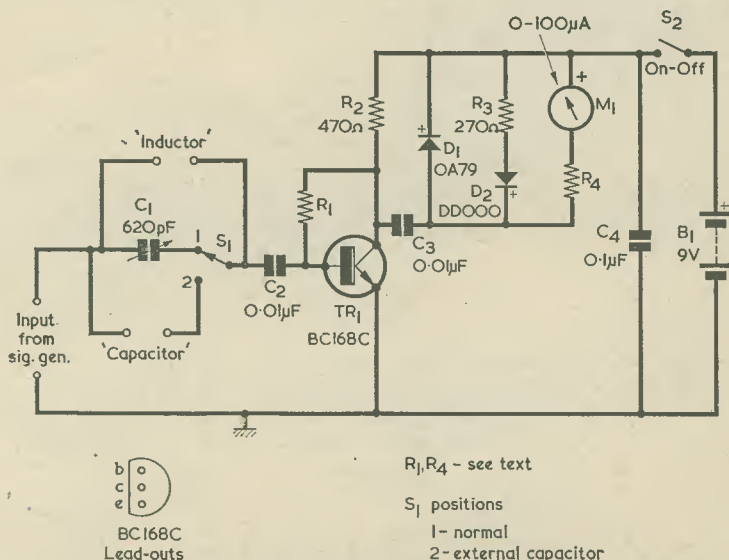 0-100μA
S2
On-Off
+
M1
R2
470Ω
R3
270Ω
D1
OA79
+
R4
D2
DD000
+
'Inductor'
C1
620pF
R1
1
S1
2
C2
0·01μF
C3
0·01μF
C4
0·1μF
B1
9V
+
TR1
BC168C
Input
from
sig. gen.
'Capacitor'
b
c
e
BC168C
Lead-outs
R1, R4 - see text
S1 positions
1 - normal
2 - external capacitor